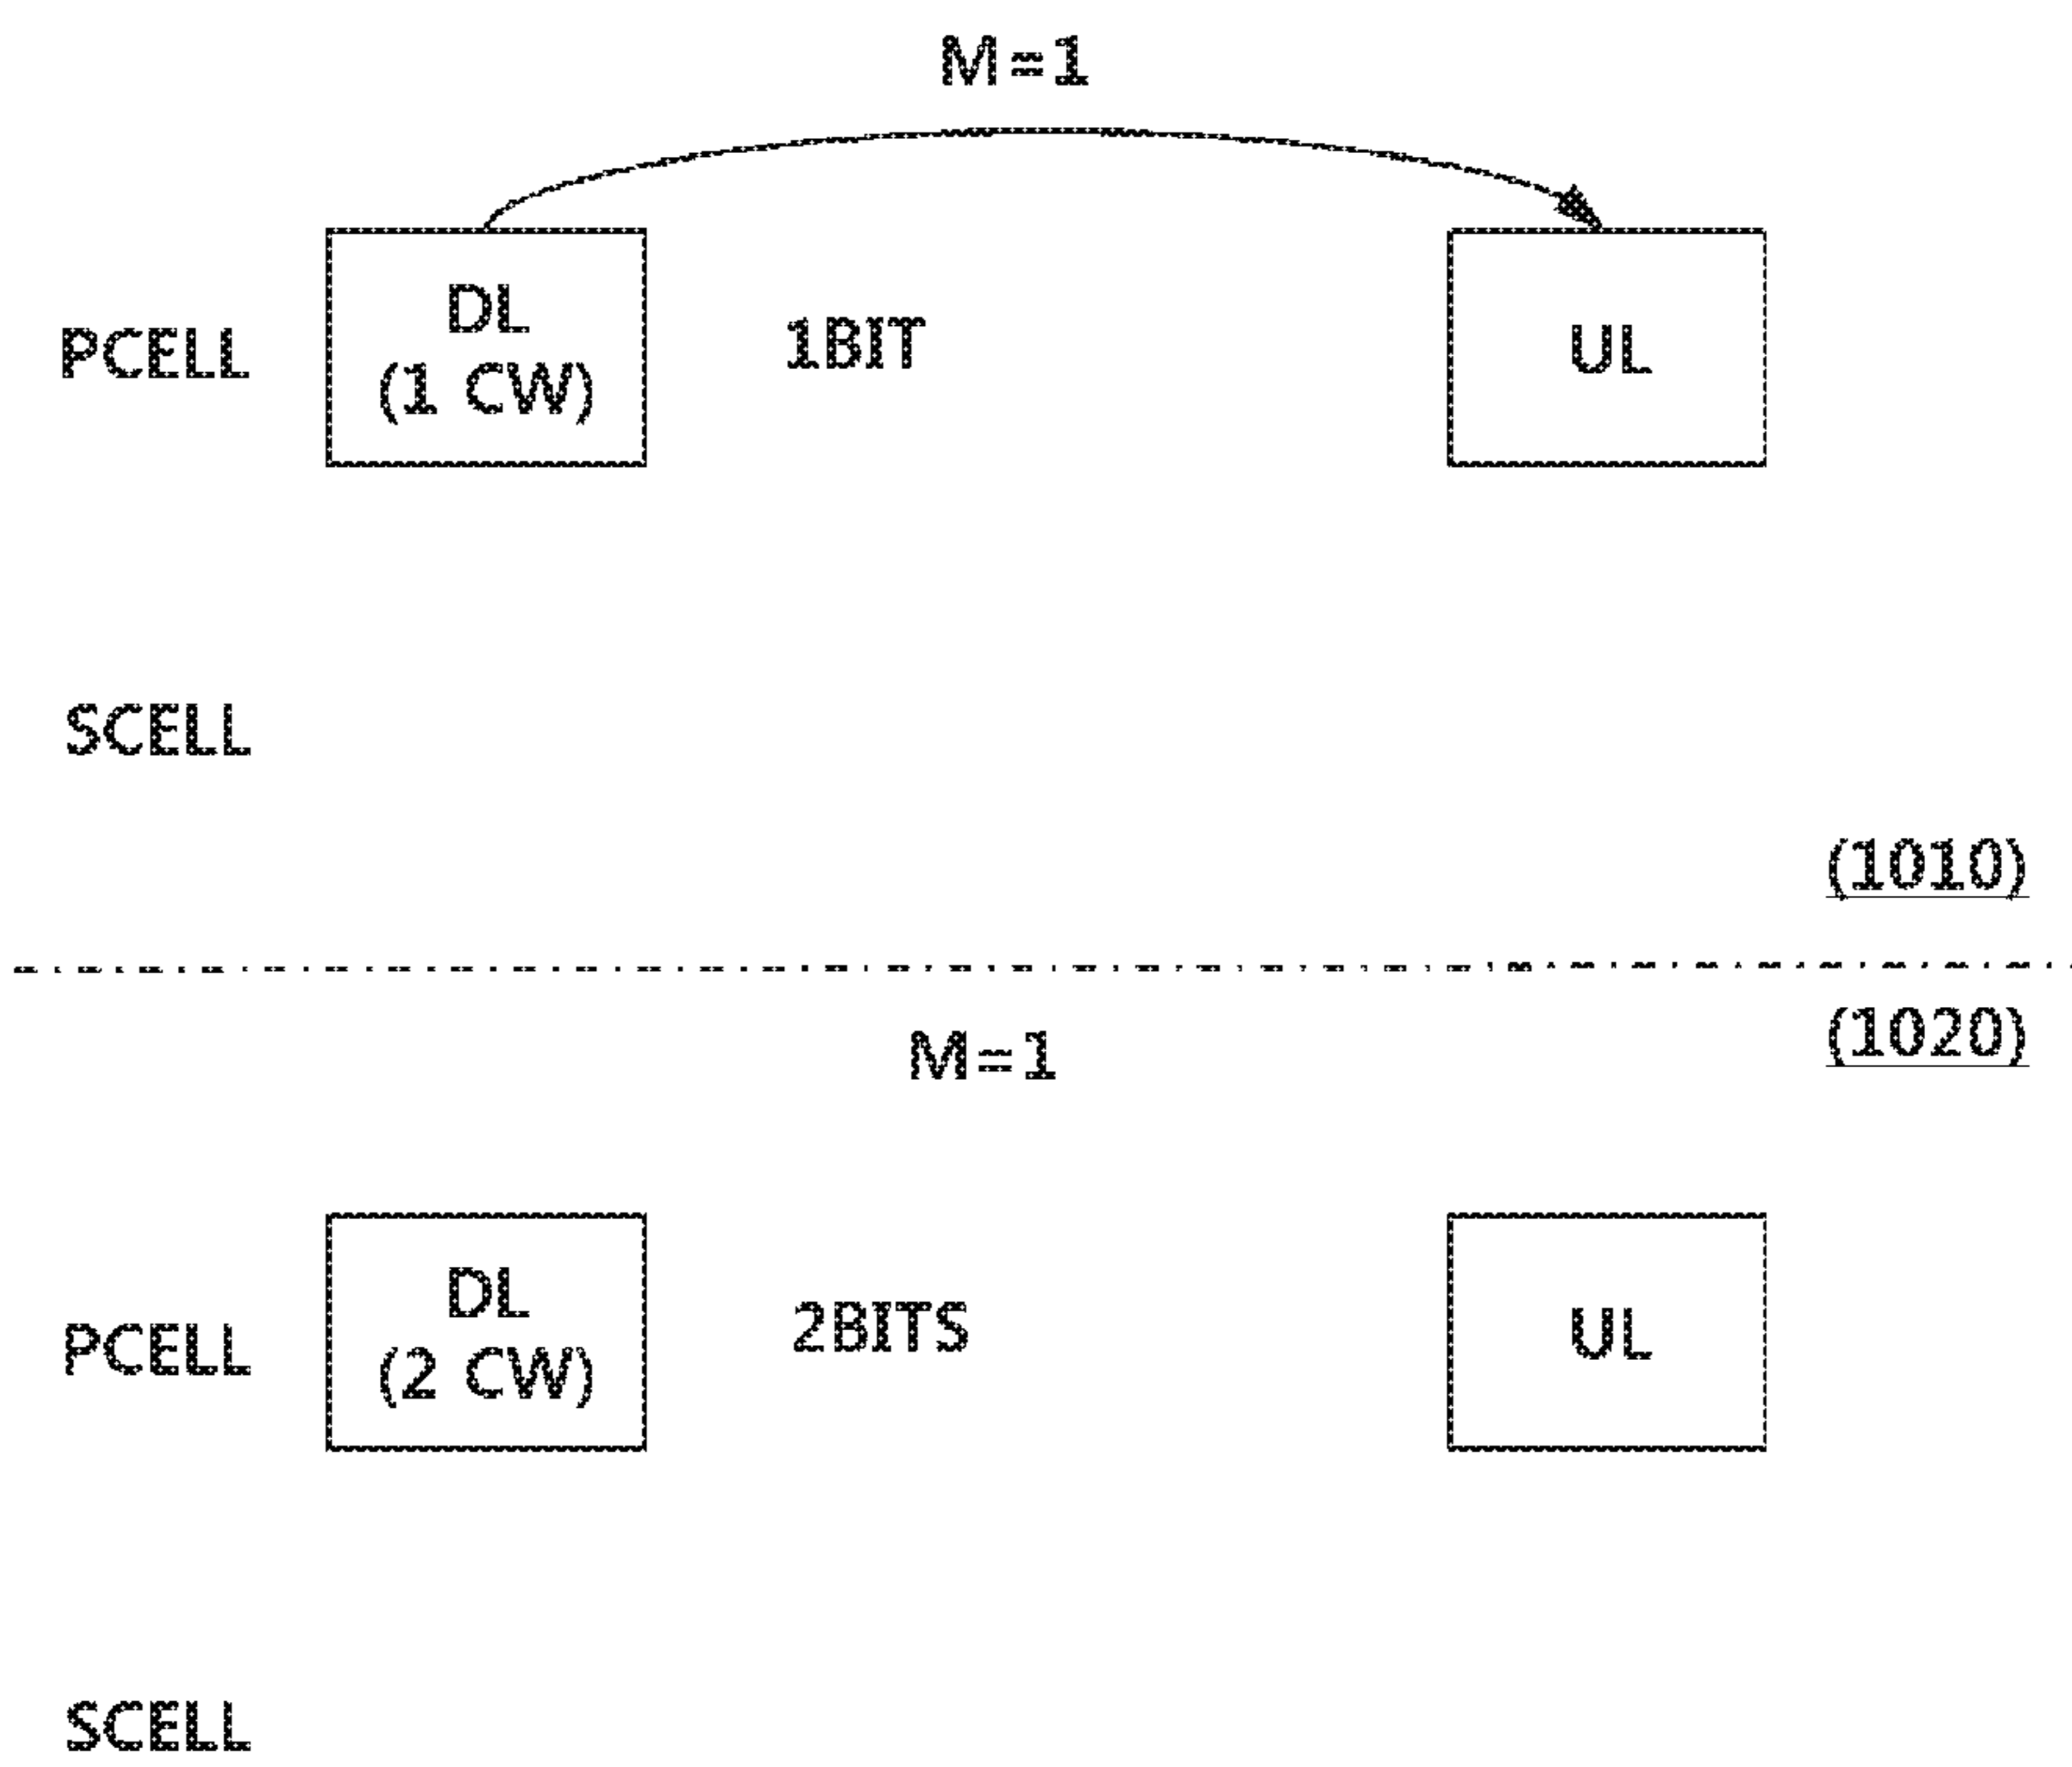 M=1
DL
(1 CW)
PCELL
1BIT
UL
SCELL
(1010)
(1020)
M=1
DL
(2 CW)
PCELL
2BITS
UL
SCELL